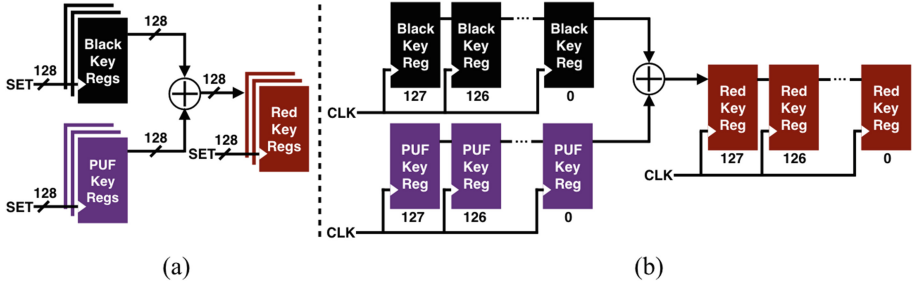 128
Black
Key
Regs
128
SET
128
128
PUF
Key
Regs
128
SET
Red
Key
Regs
128
SET
(a)
Black
Key
Reg
127
Black
Key
Reg
126
...
Black
Key
Reg
0
CLK
PUF
Key
Reg
127
PUF
Key
Reg
126
...
PUF
Key
Reg
0
CLK
Red
Key
Reg
127
Red
Key
Reg
126
...
Red
Key
Reg
0
CLK
(b)